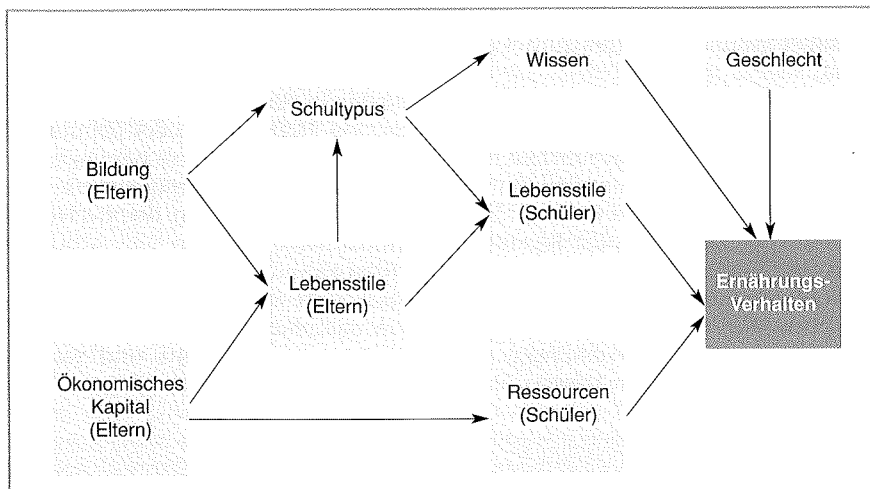 Wissen
Geschlecht
Schultypus
Bildung
(Eltern)
Lebensstile
(Schüler)
Lebensstile
(Eltern)
Ernährungs-
Verhalten
Ökonomisches
Kapital
(Eltern)
Ressourcen
(Schüler)